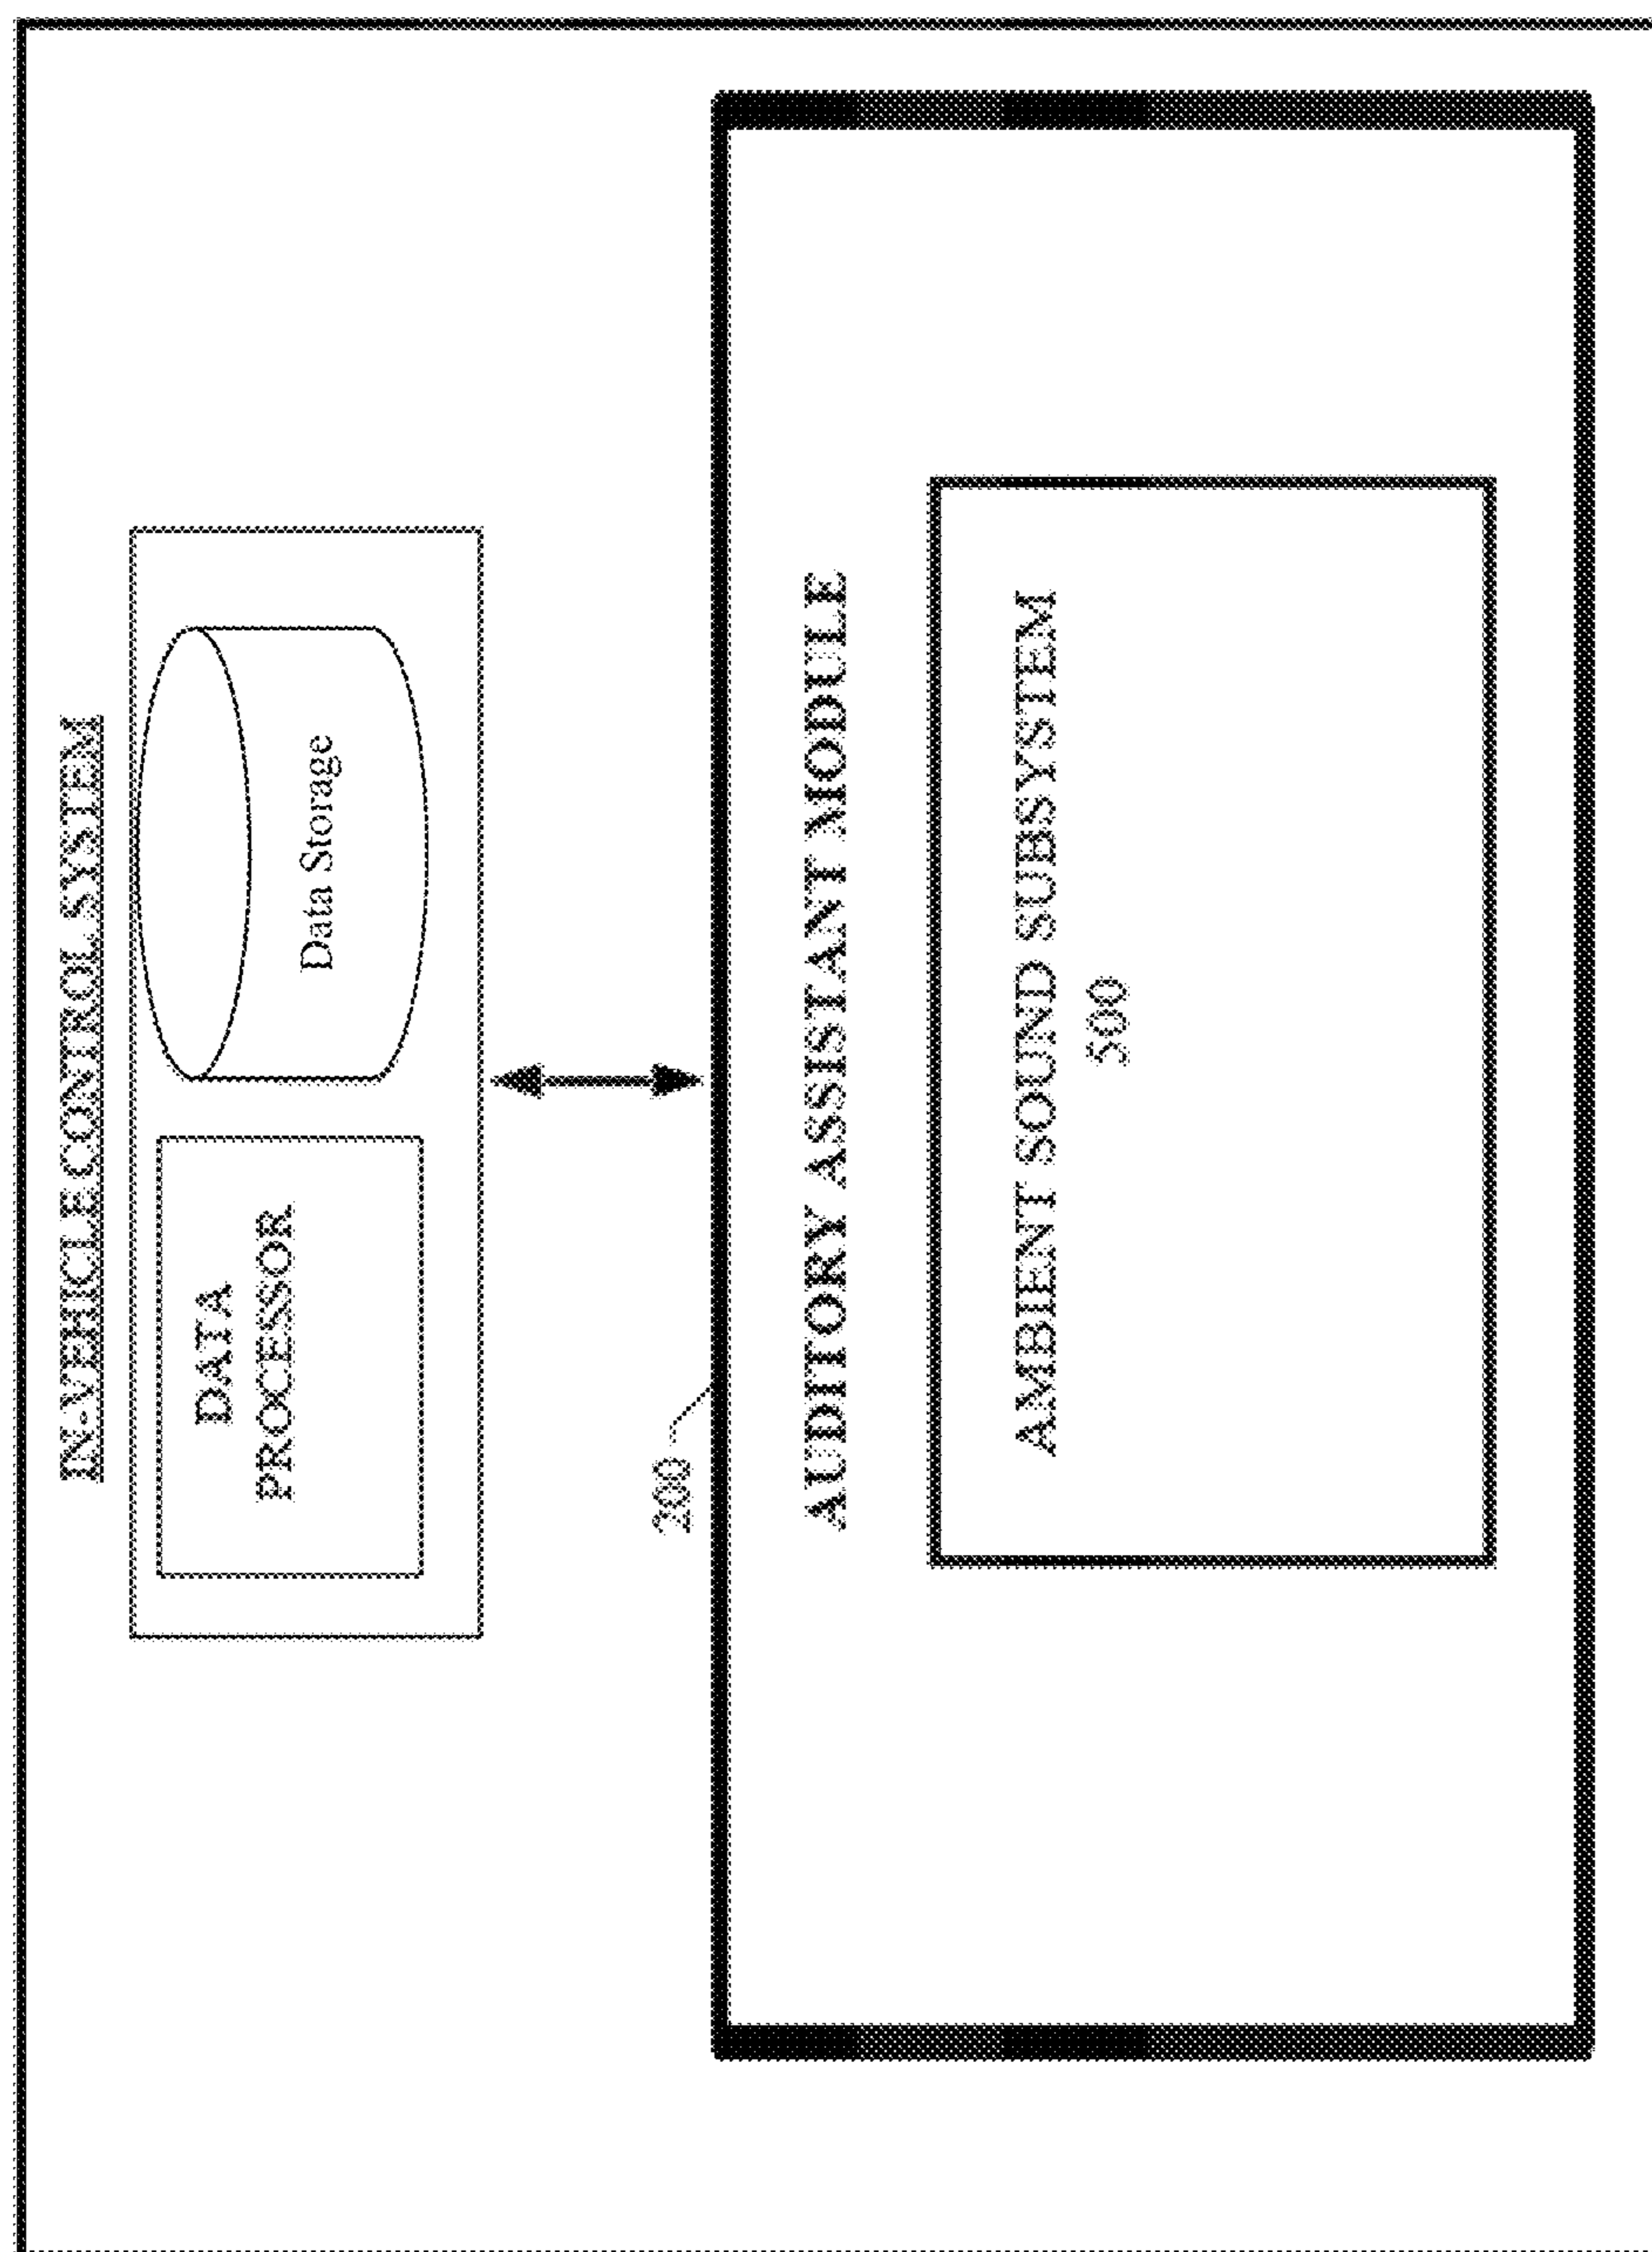 IN-VEHICLE CONTROL SYSTEM
DATA
PROCESSOR
Data Storage
200
AUDITORY ASSISTANT MODULE
AMBIENT SOUND SUBSYSTEM
500